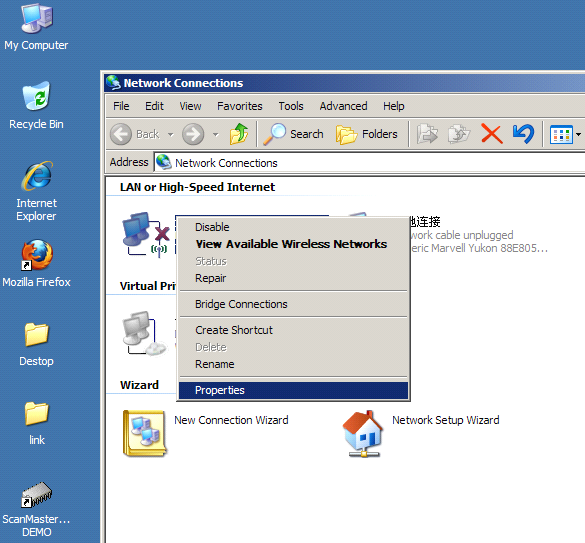 My Computer
Recycle Bin
Internet
Explorer
Mozilla Firefox
Destop
link
ScanMaster...
DEMO
Network Connections
File Edit View Favorites Tools Advanced Help
Back Search Folders
Address Network Connections
LAN or High-Speed Internet
地连接
work cable unplugged
eric Marvell Yukon 88E805...
Disable
View Available Wireless Networks
Status
Repair
Bridge Connections
Create Shortcut
Delete
Rename
Properties
Virtual Pri
Wizard
New Connection Wizard
Network Setup Wizard